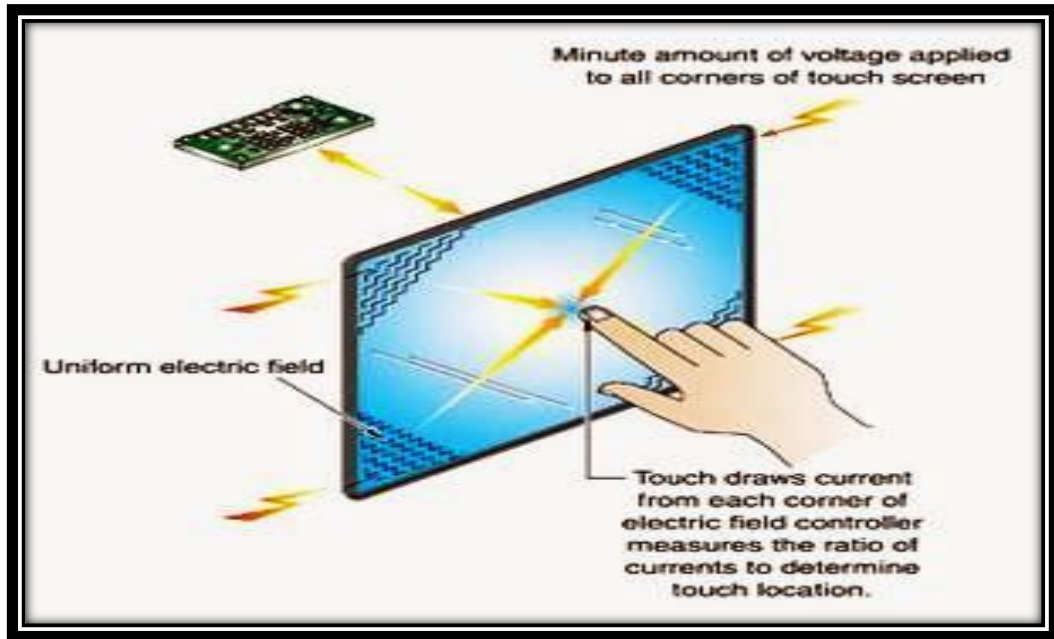 Minute amount of voltage applied
to all corners of touch screen
Uniform electric field
Touch draws current
from each corner of
electric field controller
measures the ratio of
currents to determine
touch location.